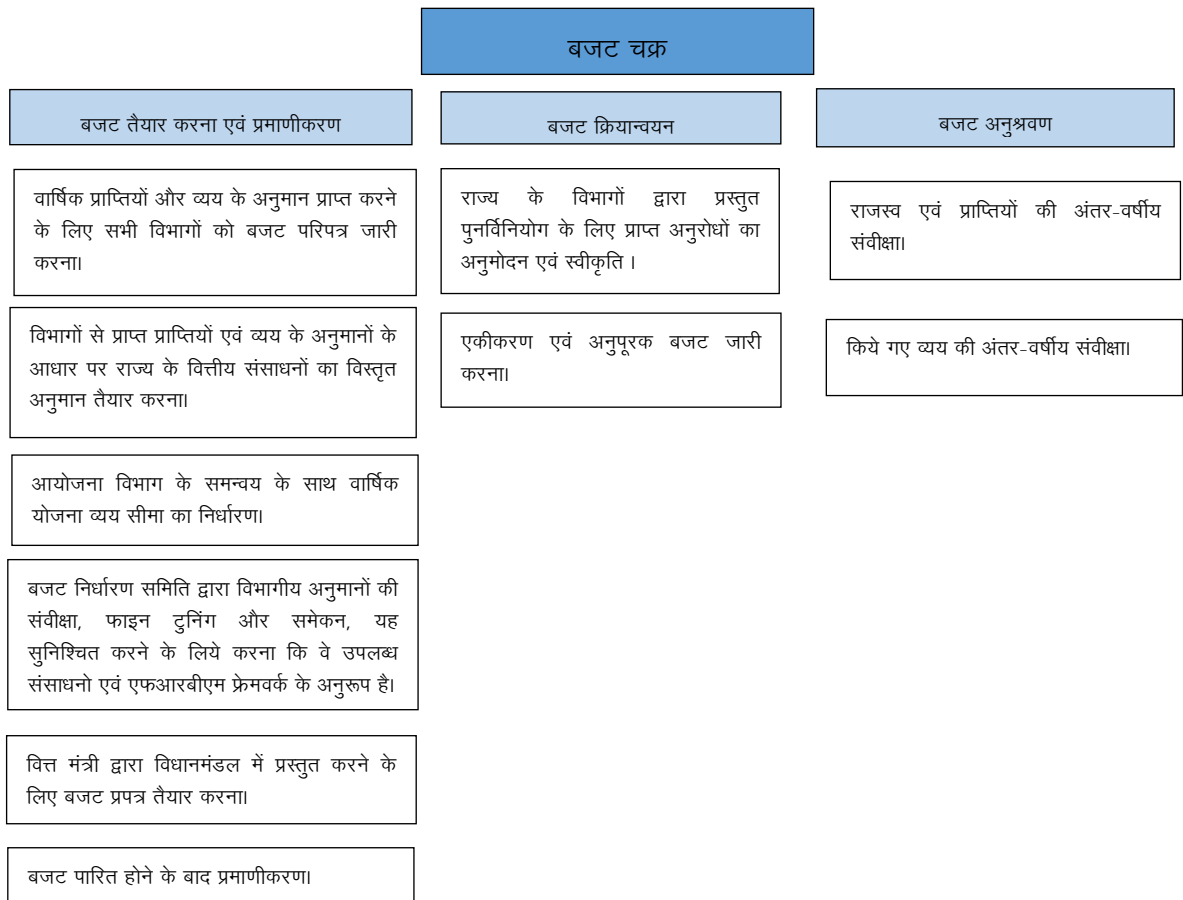 बजट चक्र
बजट तैयार करना एवं प्रमाणीकरण
वार्षिक प्राप्तियों और व्यय के अनुमान प्राप्त करने
के लिए सभी विभागों को बजट परिपत्र जारी
करना।
विभागों से प्राप्त प्राप्तियों एवं व्यय के अनुमानों के
आधार पर राज्य के वित्तीय संसाधनों का विस्तृत
अनुमान तैयार करना।
आयोजना विभाग के समन्वय के साथ वार्षिक
योजना व्यय सीमा का निर्धारण।
बजट निर्धारण समिति द्वारा विभागीय अनुमानों की
संवीक्षा, फाइन टुनिंग और समेकन, यह
सुनिश्चित करने के लिये करना कि वे उपलब्ध
संसाधनो एवं एफआरबीएम फ्रेमवर्क के अनुरूप है।
वित्त मंत्री द्वारा विधानमंडल में प्रस्तुत करने के
लिए बजट प्रपत्र तैयार करना।
बजट पारित होने के बाद प्रमाणीकरण।
बजट क्रियान्वयन
राज्य के विभागों द्वारा प्रस्तुत
पुनर्विनियोग के लिए प्राप्त अनुरोधों का
अनुमोदन एवं स्वीकृति ।
एकीकरण एवं अनुपूरक बजट जारी
करना।
बजट अनुश्रवण
राजस्व एवं प्राप्तियों की अंतर-वर्षीय
संवीक्षा।
किये गए व्यय की अंतर-वर्षीय संवीक्षा।